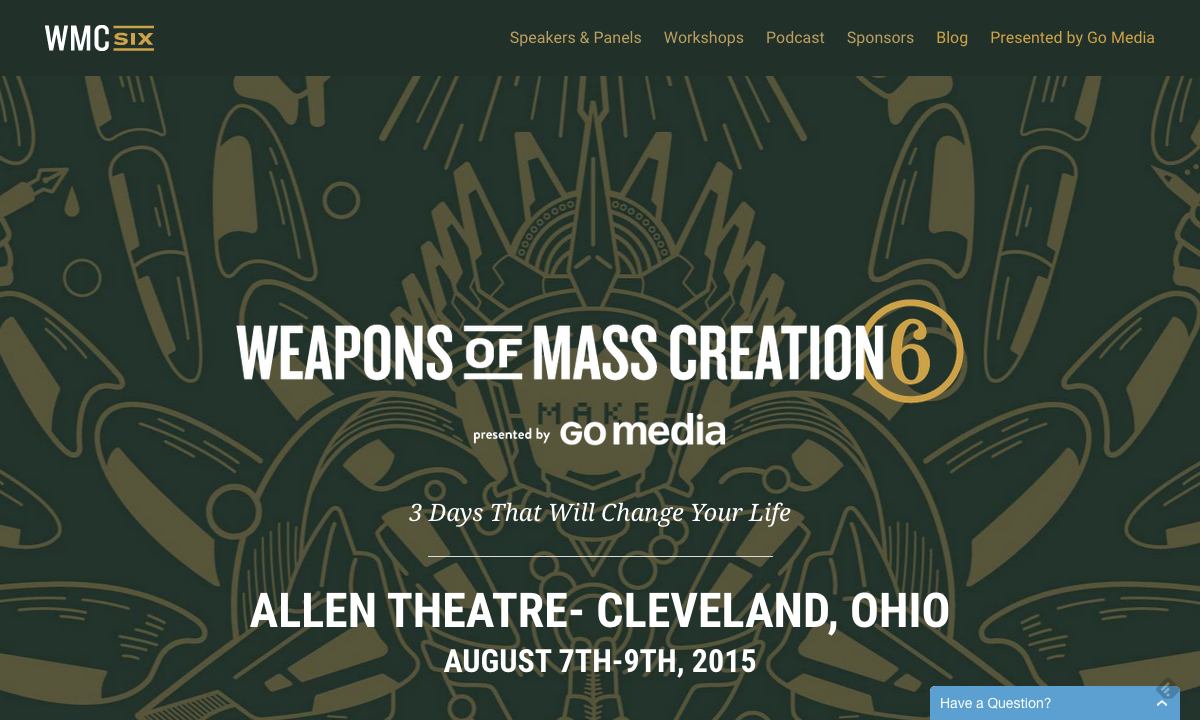 WMC SIX
Speakers & Panels Workshops Podcast Sponsors Blog Presented by Go Media
WEAPONS OF MASS CREATION 6
MAKE
presented by GO media
3 Days That Will Change Your Life
ALLEN THEATRE- CLEVELAND, OHIO
AUGUST 7TH-9TH, 2015
Have a Question?